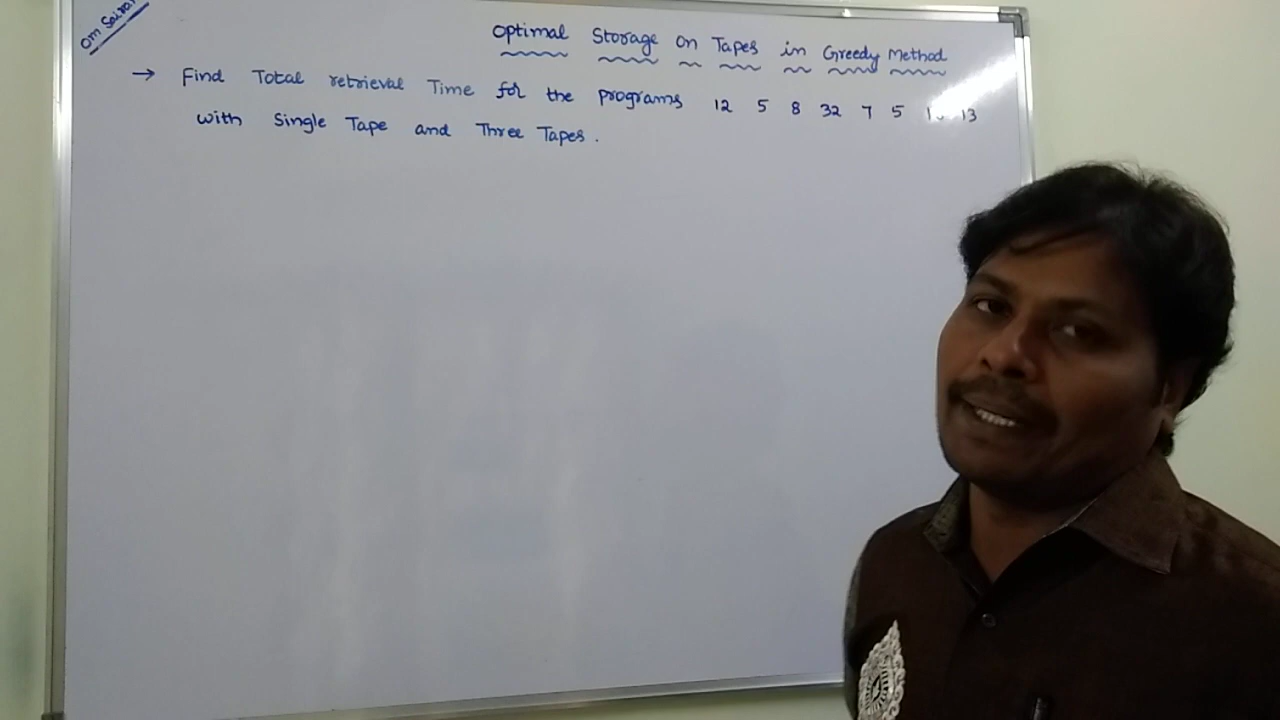 Om Sairam
Optimal Storage on Tapes in Greedy Method
→ Find Total retrieval Time for the programs 12 5 8 32 7 5 13
with Single Tape and Three Tapes.